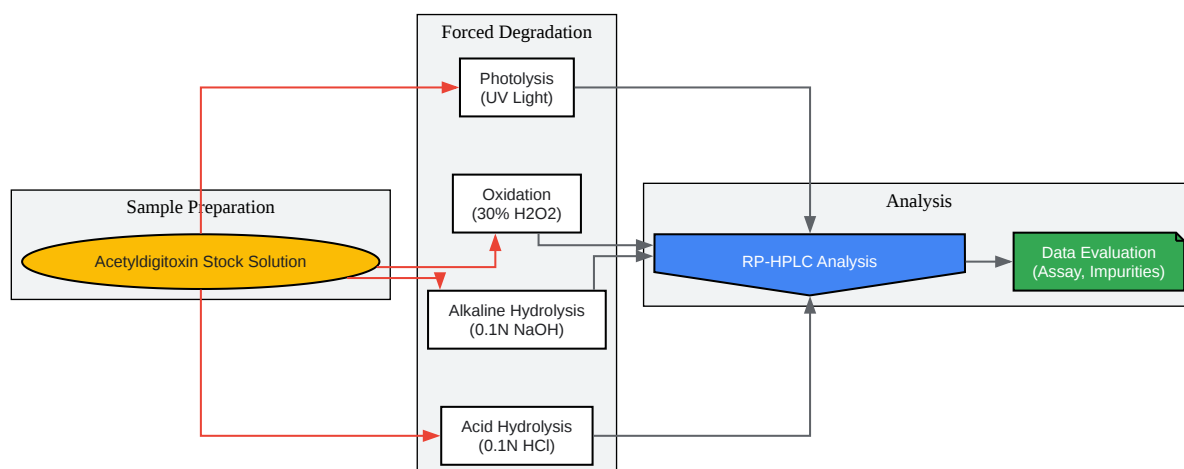 Forced Degradation
Photolysis
(UV Light)
Sample Preparation
Acetyldigitoxin Stock Solution
Oxidation
(30% H2O2)
Alkaline Hydrolysis
(0.1N NaOH)
Acid Hydrolysis
(0.1N HCl)
Analysis
RP-HPLC Analysis
Data Evaluation
(Assay, Impurities)